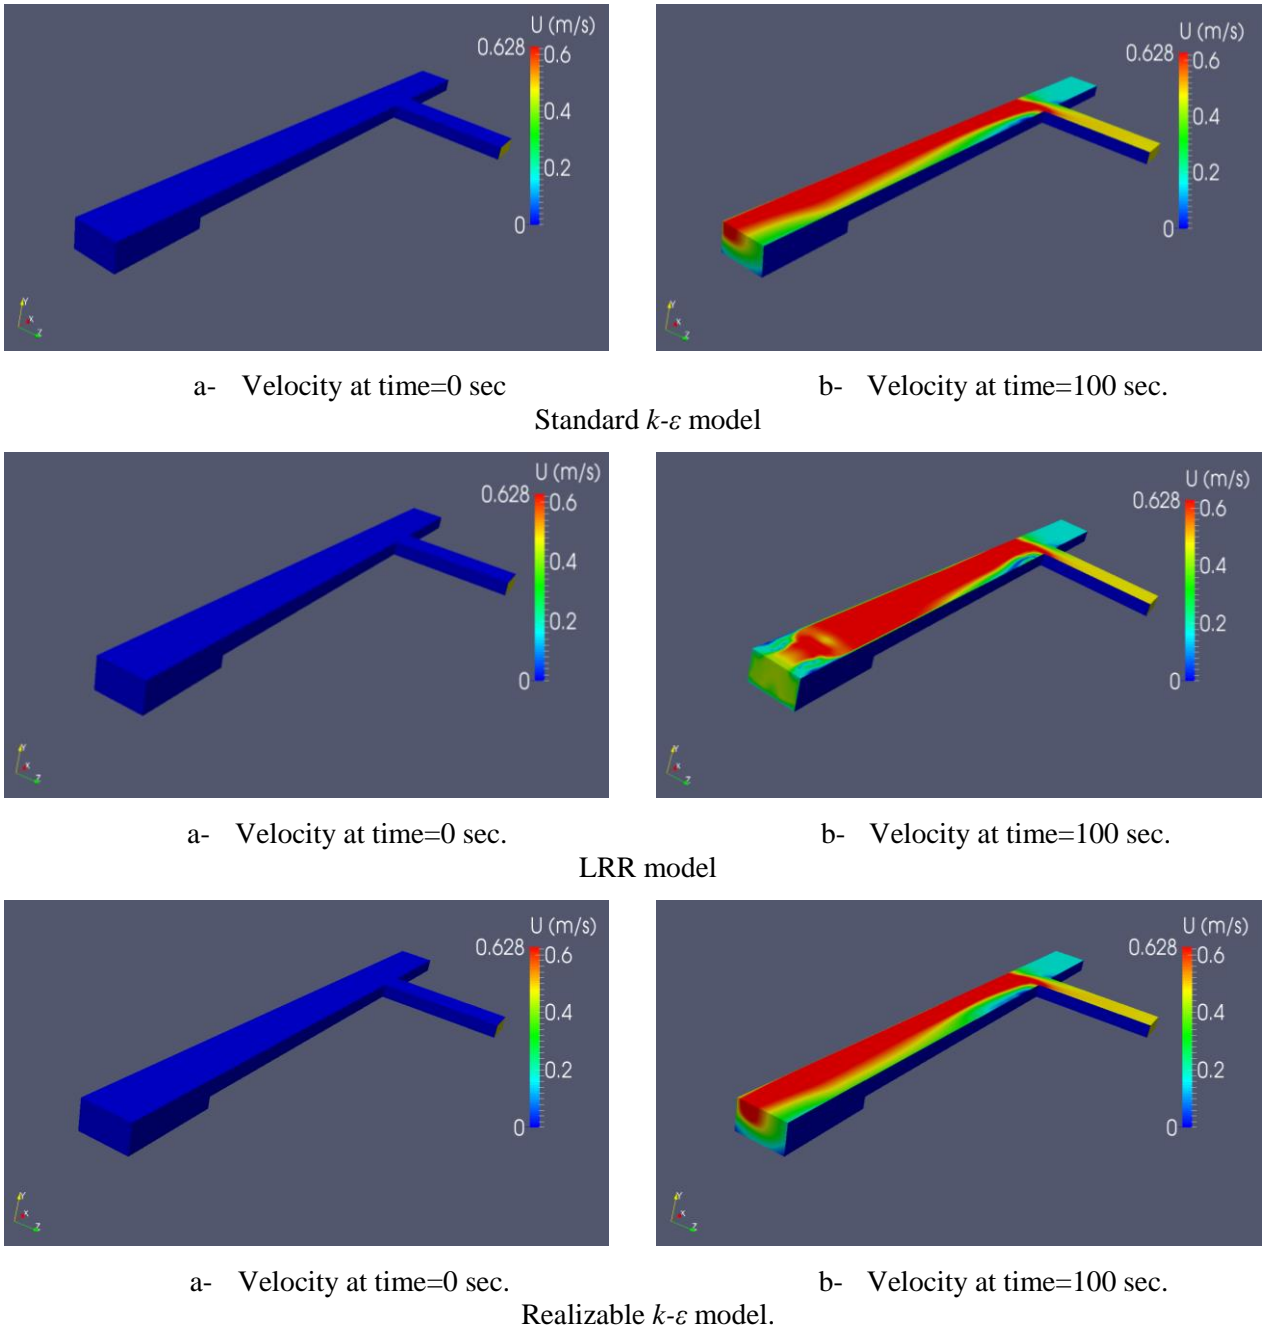 U (m/s)
0.628
0.6
0.4
0.2
0
Y
X
Z
U (m/s)
0.628
0.6
0.4
0.2
0
Y
X
Z
a- Velocity at time=0 sec
b- Velocity at time=100 sec.
Standard k-ε model
U (m/s)
0.628
0.6
0.4
0.2
0
Y
X
Z
U (m/s)
0.628
0.6
0.4
0.2
0
Y
X
Z
a- Velocity at time=0 sec.
b- Velocity at time=100 sec.
LRR model
U (m/s)
0.628
0.6
0.4
0.2
0
Y
X
Z
U (m/s)
0.628
0.6
0.4
0.2
0
Y
X
Z
a- Velocity at time=0 sec.
b- Velocity at time=100 sec.
Realizable k-ε model.